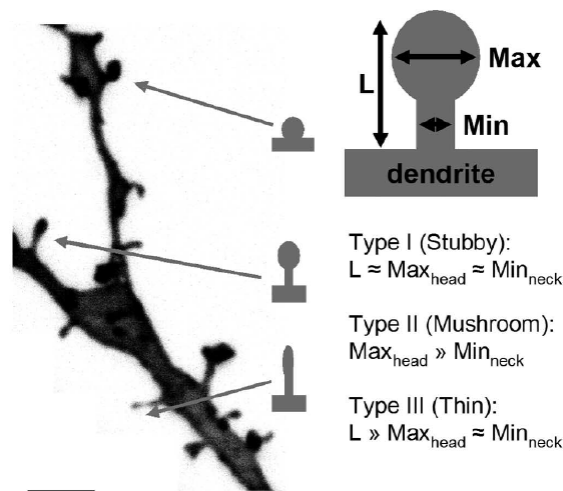 Max
L
Min
dendrite
Type I (Stubby):
L ≈ Maxhead ≈ Minneck
Type II (Mushroom):
Maxhead » Minneck
Type III (Thin):
L » Maxhead ≈ Minneck